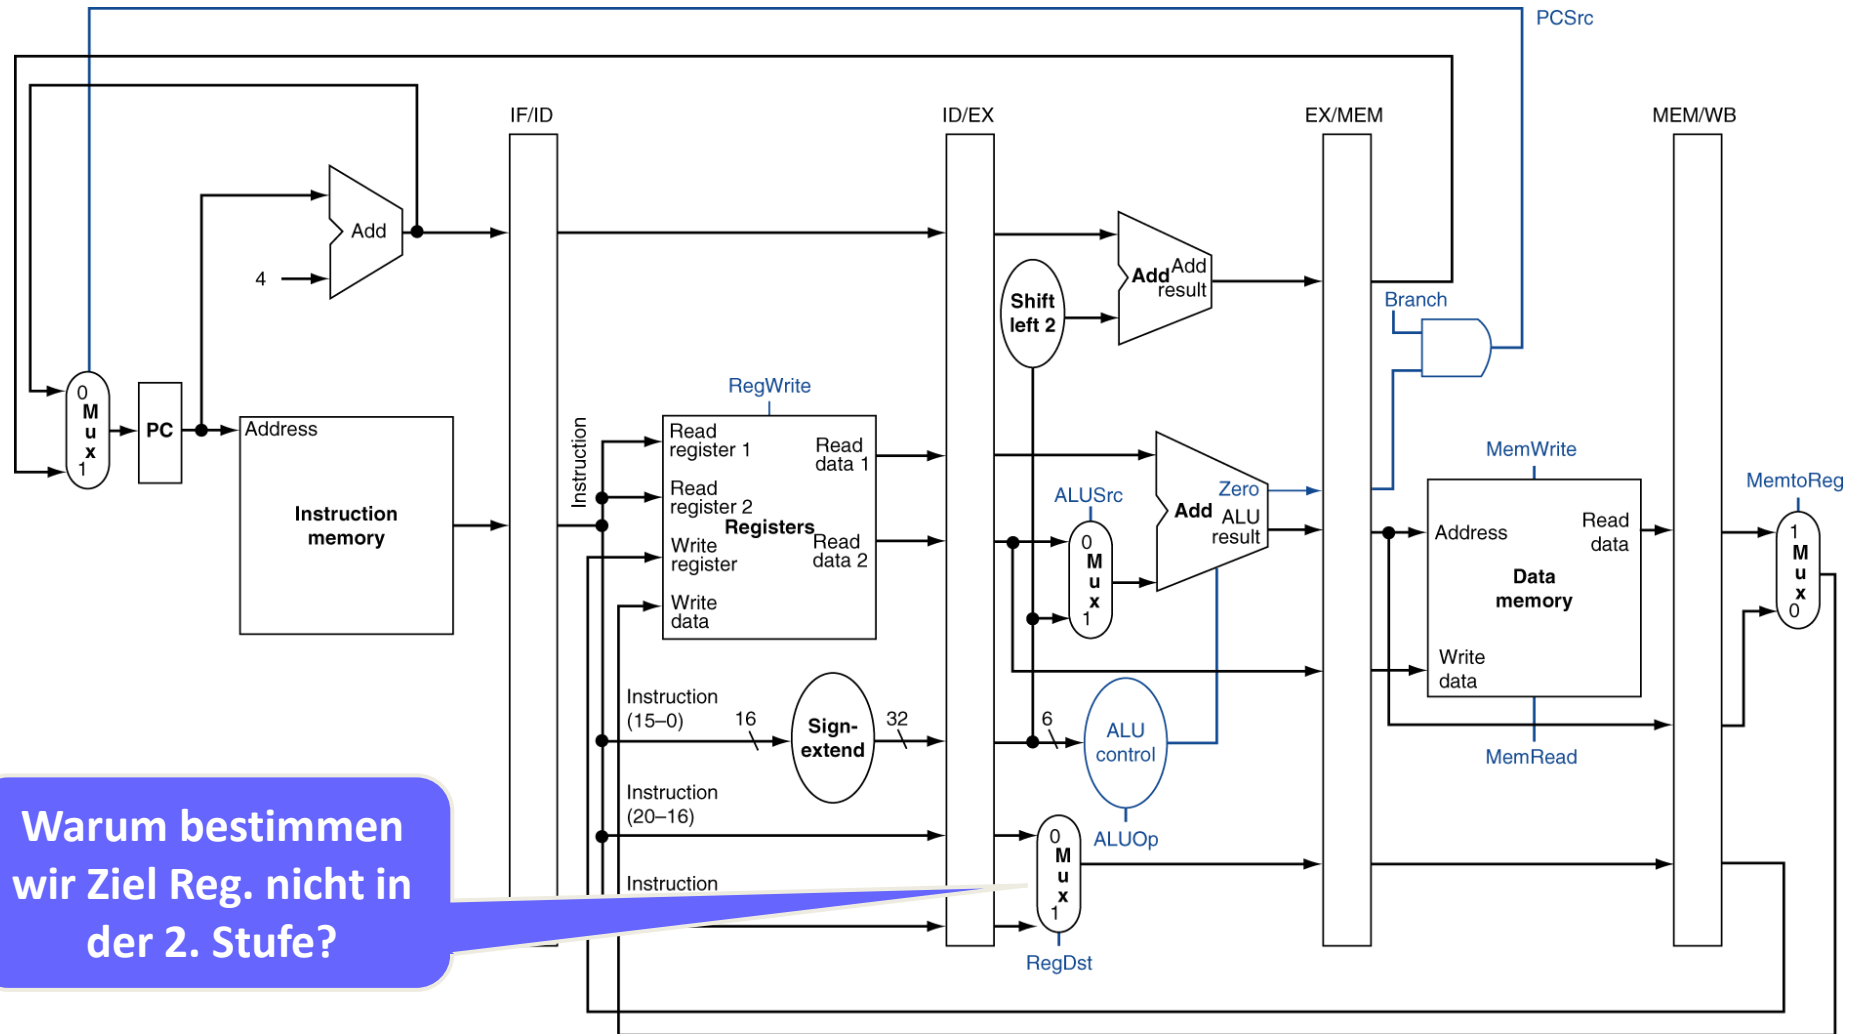 PCSrc
IF/ID
ID/EX
EX/MEM
MEM/WB
Add
4
Add
Add
result
Shift
left 2
Branch
0
M
u
x
1
PC
Address
Instruction
memory
Instruction
RegWrite
Read
register 1
Read
register 2
Write
register
Write
data
Registers
Read
data 1
Read
data 2
ALUSrc
0
M
u
x
1
Add
Zero
ALU
result
MemWrite
Address
Read
data
Data
memory
Write
data
MemRead
MemtoReg
1
M
u
x
0
Instruction
(15–0)
16
Sign-
extend
32
6
ALU
control
ALUOp
Instruction
(20–16)
Instruction
0
M
u
x
1
RegDst
Warum bestimmen
wir Ziel Reg. nicht in
der 2. Stufe?